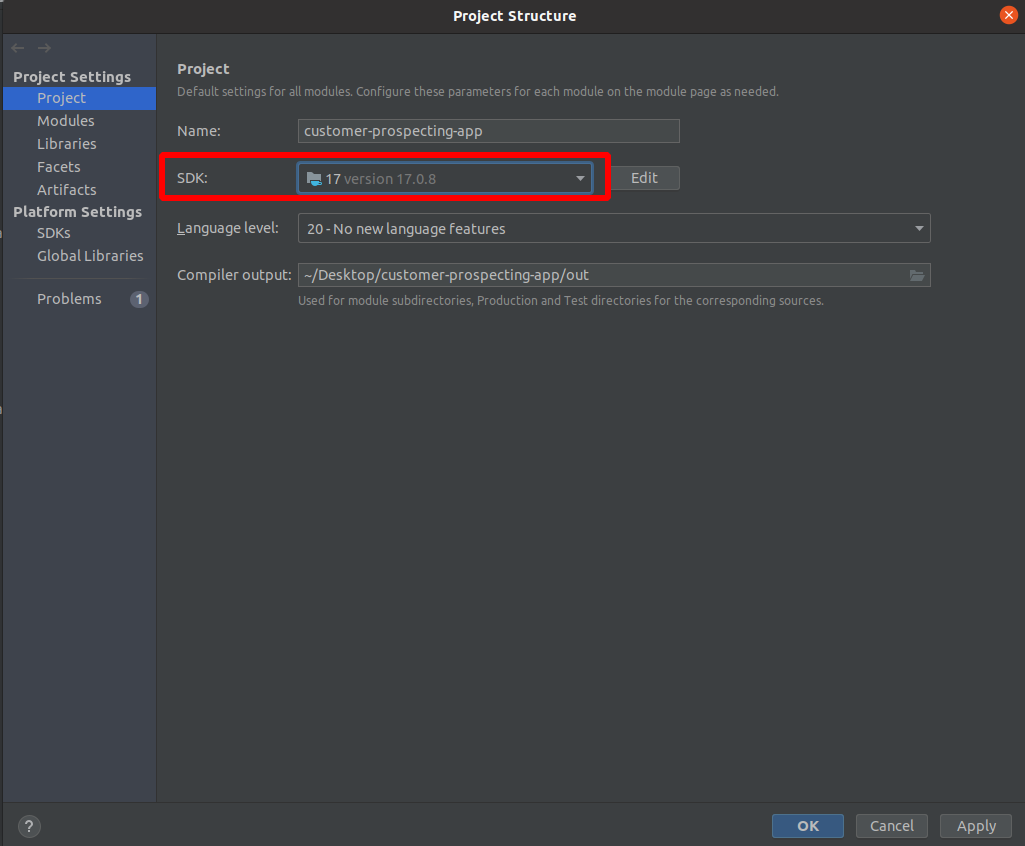 Project Structure
Project Settings
Project
Modules
Libraries
Facets
Artifacts
Platform Settings
SDKs
Global Libraries
Problems 1
Project
Default settings for all modules. Configure these parameters for each module on the module page as needed.
Name: customer-prospecting-app
SDK: 17 version 17.0.8 Edit
Language level: 20 - No new language features
Compiler output: ~/Desktop/customer-prospecting-app/out
Used for module subdirectories, Production and Test directories for the corresponding sources.
? OK Cancel Apply